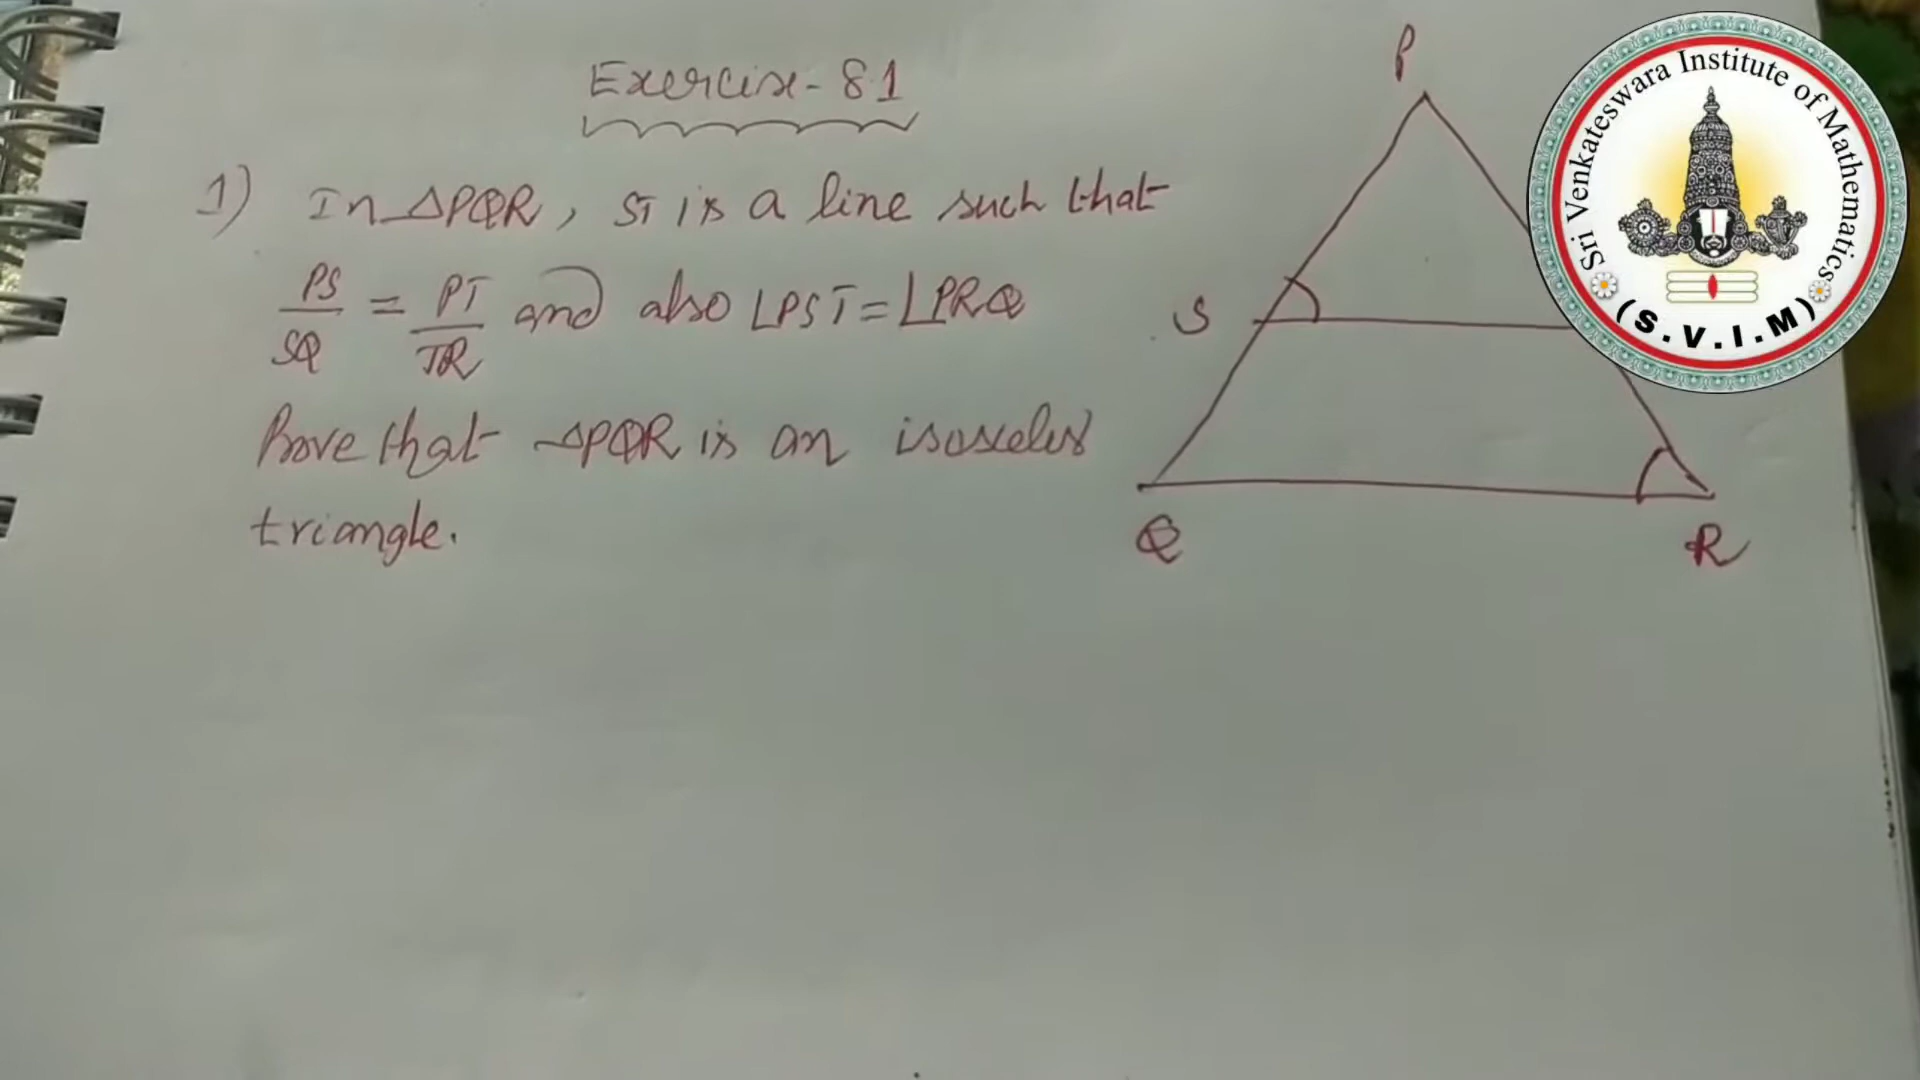 Exercise - 8.1
1) In △PQR, ST is a line such that
PS/SQ = PT/TR and also ∠PST = ∠PRQ
Prove that △PQR is an isosceles
triangle.
P
S
Q
R
Sri Venkateswara Institute of Mathematics
(S.V.I.M)